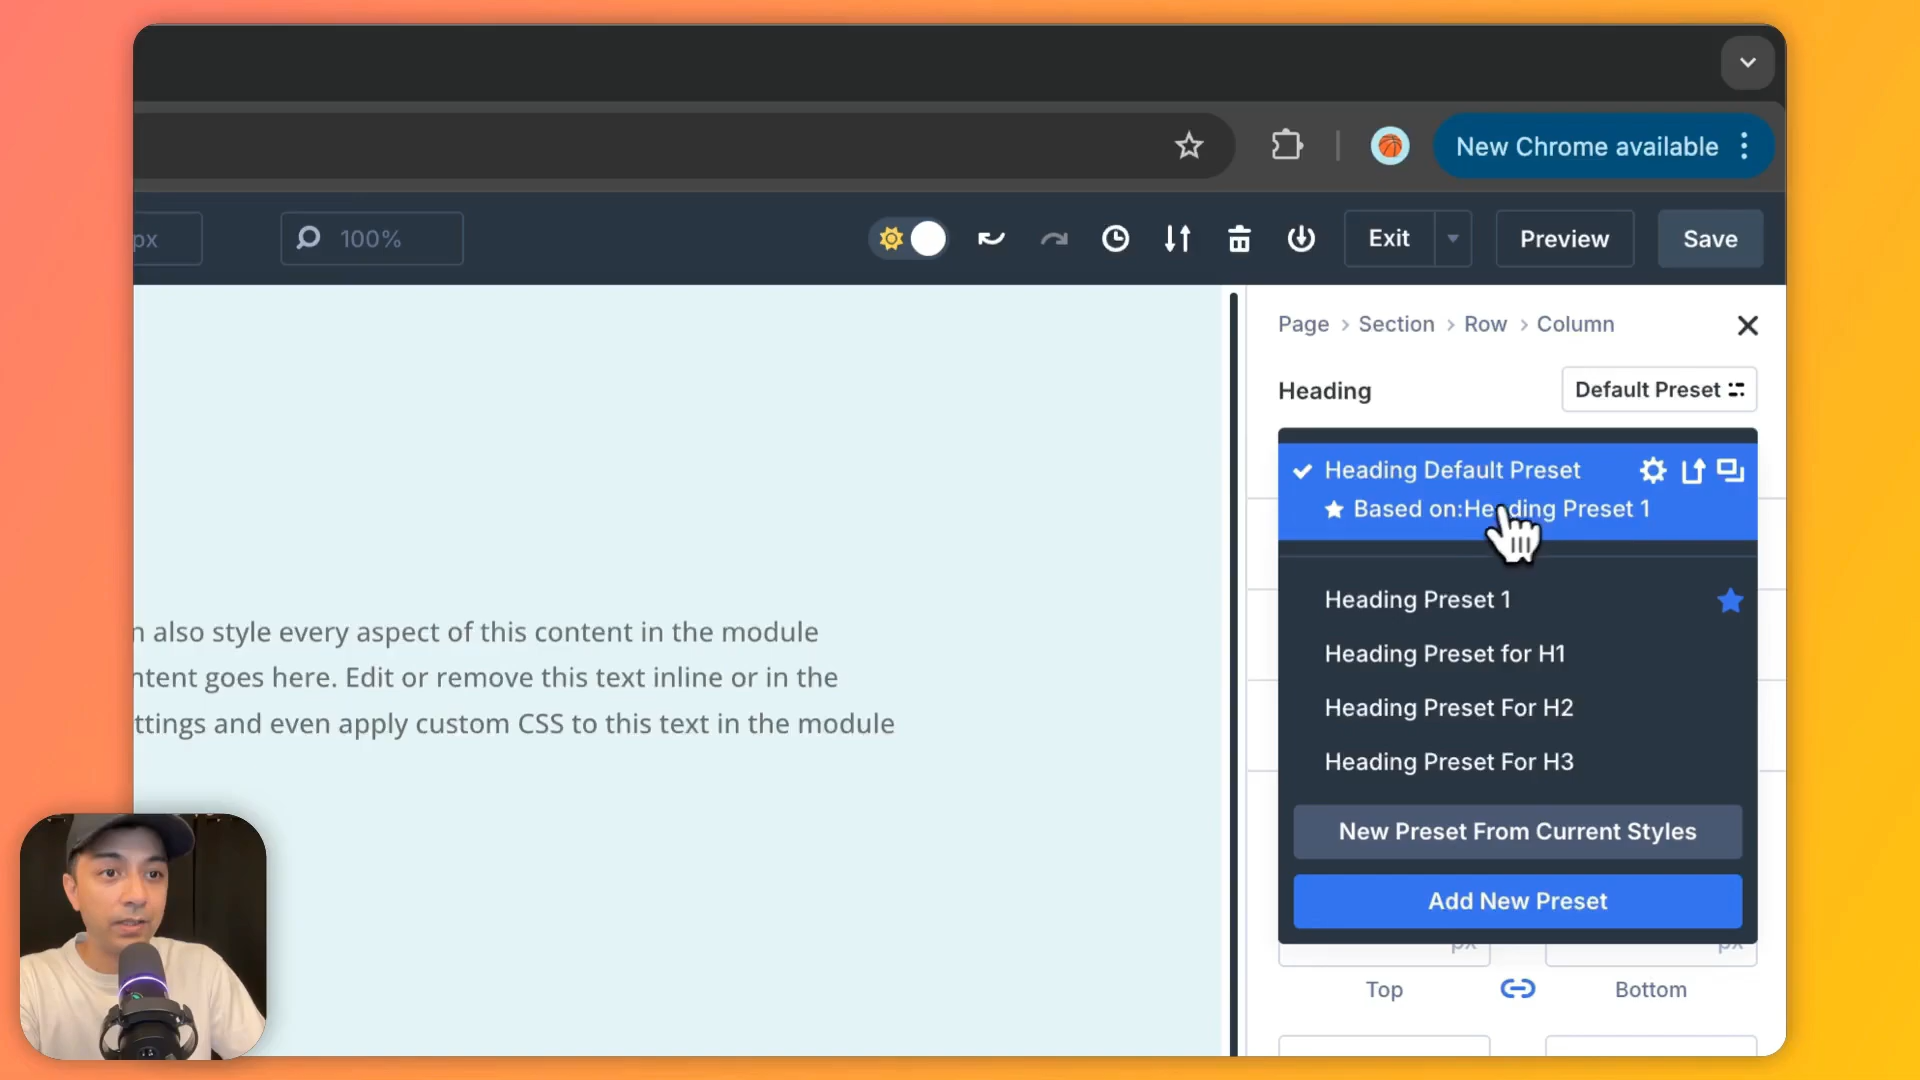 New Chrome available
px
100%
Exit
Preview
Save
Page > Section > Row > Column
Heading
Default Preset
Heading Default Preset
Based on:Heading Preset 1
Heading Preset 1
Heading Preset for H1
Heading Preset For H2
Heading Preset For H3
New Preset From Current Styles
Add New Preset
px
px
Top
Bottom
n also style every aspect of this content in the module
ntent goes here. Edit or remove this text inline or in the
ttings and even apply custom CSS to this text in the module